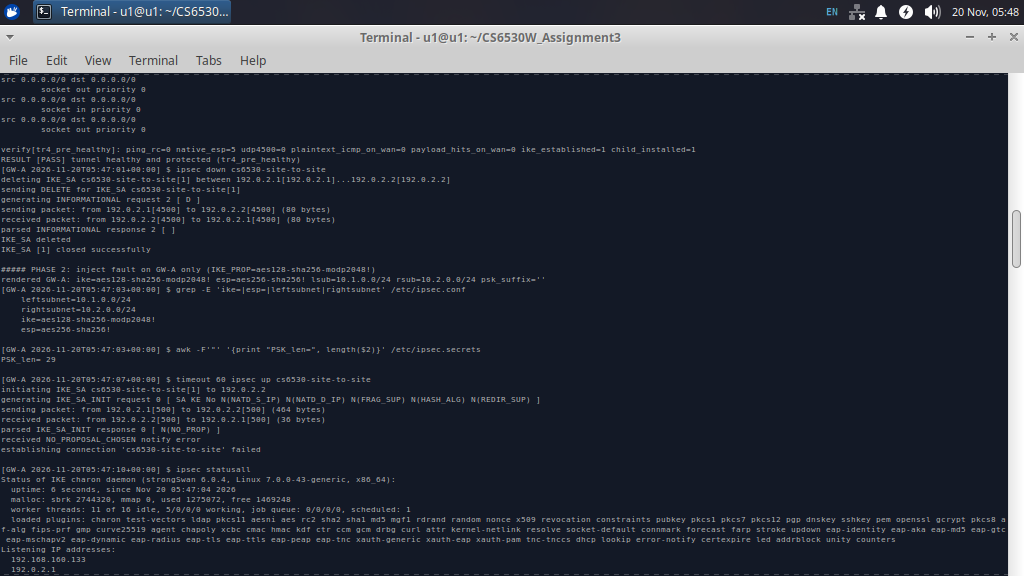 Terminal - u1@u1: ~/CS6530...
EN
20 Nov, 05:48
Terminal - u1@u1: ~/CS6530W_Assignment3
File Edit View Terminal Tabs Help
src 0.0.0.0/0 dst 0.0.0.0/0
socket out priority 0
src 0.0.0.0/0 dst 0.0.0.0/0
socket in priority 0
src 0.0.0.0/0 dst 0.0.0.0/0
socket out priority 0
verify[tr4_pre_healthy]: ping_rc=0 native_esp=5 udp4500=0 plaintext_icmp_on_wan=0 payload_hits_on_wan=0 ike_established=1 child_installed=1
RESULT [PASS] tunnel healthy and protected (tr4_pre_healthy)
[GW-A 2026-11-20T05:47:01+00:00] $ ipsec down cs6530-site-to-site
deleting IKE_SA cs6530-site-to-site[1] between 192.0.2.1[192.0.2.1]...192.0.2.2[192.0.2.2]
sending DELETE for IKE_SA cs6530-site-to-site[1]
generating INFORMATIONAL request 2 [ D ]
sending packet: from 192.0.2.1[4500] to 192.0.2.2[4500] (80 bytes)
received packet: from 192.0.2.2[4500] to 192.0.2.1[4500] (80 bytes)
parsed INFORMATIONAL response 2 [ ]
IKE_SA deleted
IKE_SA [1] closed successfully
##### PHASE 2: inject fault on GW-A only (IKE_PROP=aes128-sha256-modp2048!)
rendered GW-A: ike=aes128-sha256-modp2048! esp=aes256-sha256! lsub=10.1.0.0/24 rsub=10.2.0.0/24 psk_suffix=''
[GW-A 2026-11-20T05:47:03+00:00] $ grep -E 'ike=|esp=|leftsubnet|rightsubnet' /etc/ipsec.conf
leftsubnet=10.1.0.0/24
rightsubnet=10.2.0.0/24
ike=aes128-sha256-modp2048!
esp=aes256-sha256!
[GW-A 2026-11-20T05:47:03+00:00] $ awk -F'"' '{print "PSK_len=", length($2)}' /etc/ipsec.secrets
PSK_len= 29
[GW-A 2026-11-20T05:47:07+00:00] $ timeout 60 ipsec up cs6530-site-to-site
initiating IKE_SA cs6530-site-to-site[1] to 192.0.2.2
generating IKE_SA_INIT request 0 [ SA KE No N(NATD_S_IP) N(NATD_D_IP) N(FRAG_SUP) N(HASH_ALG) N(REDIR_SUP) ]
sending packet: from 192.0.2.1[500] to 192.0.2.2[500] (464 bytes)
received packet: from 192.0.2.2[500] to 192.0.2.1[500] (36 bytes)
parsed IKE_SA_INIT response 0 [ N(NO_PROP) ]
received NO_PROPOSAL_CHOSEN notify error
establishing connection 'cs6530-site-to-site' failed
[GW-A 2026-11-20T05:47:10+00:00] $ ipsec statusall
Status of IKE charon daemon (strongSwan 6.0.4, Linux 7.0.0-43-generic, x86_64):
uptime: 6 seconds, since Nov 20 05:47:04 2026
malloc: sbrk 2744320, mmap 0, used 1275072, free 1469248
worker threads: 11 of 16 idle, 5/0/0/0 working, job queue: 0/0/0/0, scheduled: 1
loaded plugins: charon test-vectors ldap pkcs11 aesni aes rc2 sha2 sha1 md5 mgf1 rdrand random nonce x509 revocation constraints pubkey pkcs1 pkcs7 pkcs12 pgp dnskey sshkey pem openssl gcrypt pkcs8 a
f-alg fips-prf gmp curve25519 agent chapoly xcbc cmac hmac kdf ctr ccm gcm drbg curl attr kernel-netlink resolve socket-default connmark forecast farp stroke updown eap-identity eap-aka eap-md5 eap-gtc
eap-mschapv2 eap-dynamic eap-radius eap-tls eap-ttls eap-peap eap-tnc xauth-generic xauth-eap xauth-pam tnc-tnccs dhcp lookip error-notify certexpire led addrblock unity counters
Listening IP addresses:
192.168.160.133
192.0.2.1